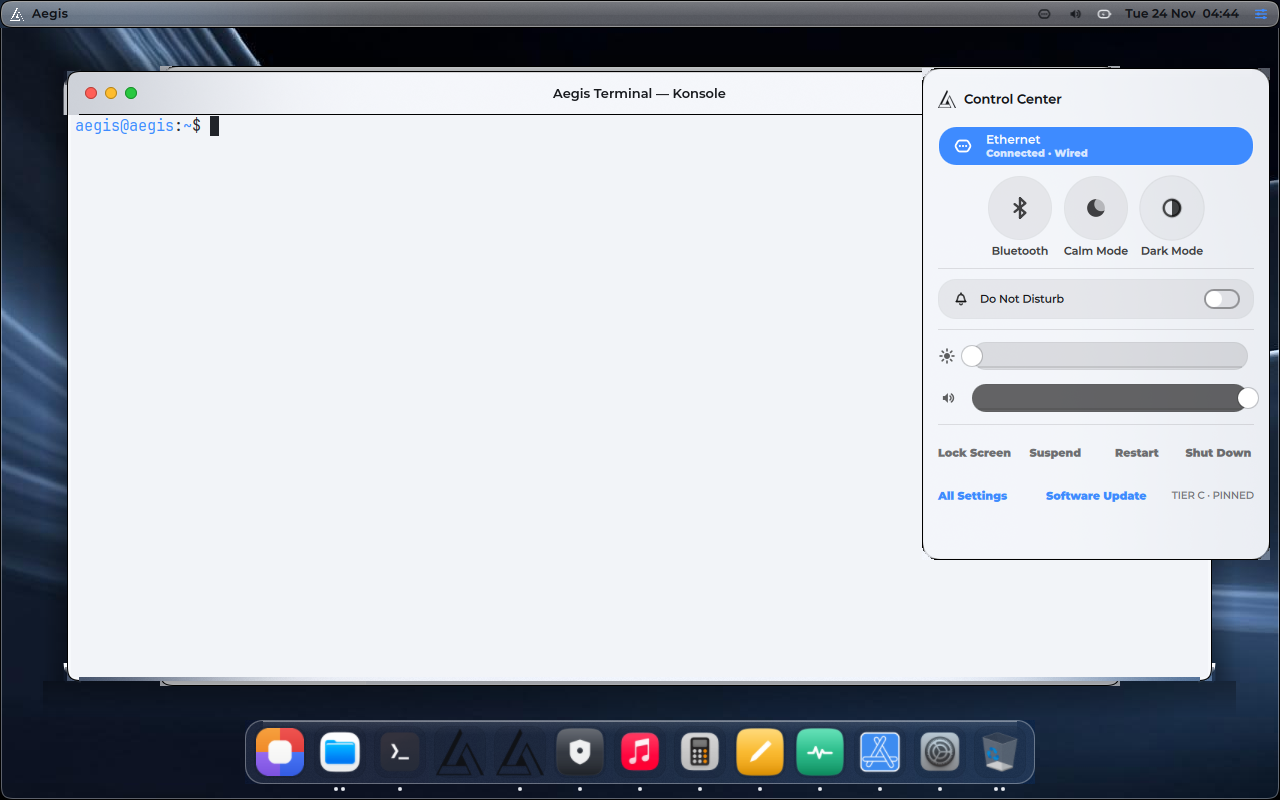 Aegis
Tue 24 Nov 04:44
Aegis Terminal — Konsole
aegis@aegis:~$
Control Center
Ethernet
Connected · Wired
Bluetooth
Calm Mode
Dark Mode
Do Not Disturb
Lock Screen
Suspend
Restart
Shut Down
All Settings
Software Update
TIER C · PINNED